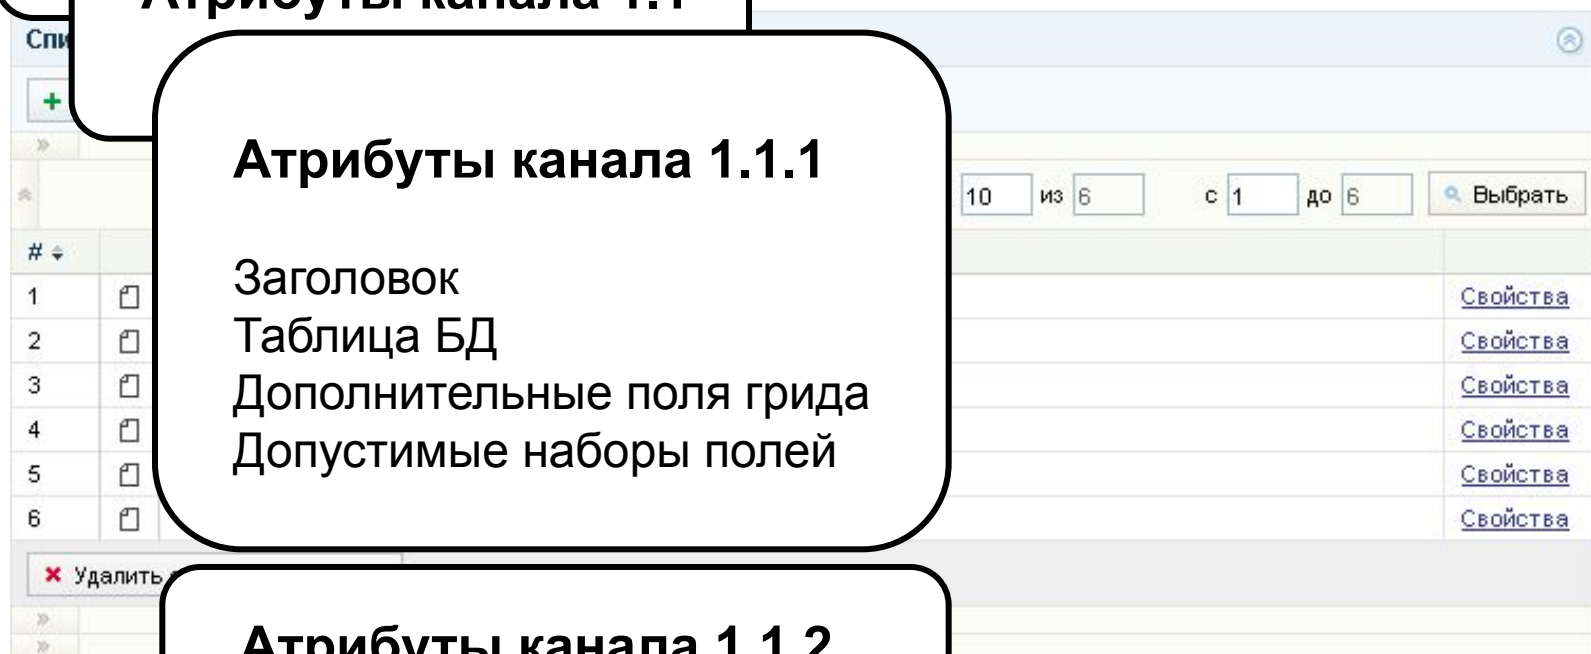 Атрибуты канала 1.1
Спи
Атрибуты канала 1.1.1
10 из 6 с 1 до 6 Выбрать
#
Заголовок
Таблица БД
Дополнительные поля грида
Допустимые наборы полей
1 Свойства
2 Свойства
3 Свойства
4 Свойства
5 Свойства
6 Свойства
Удалить
Атрибуты канала 1.1.2